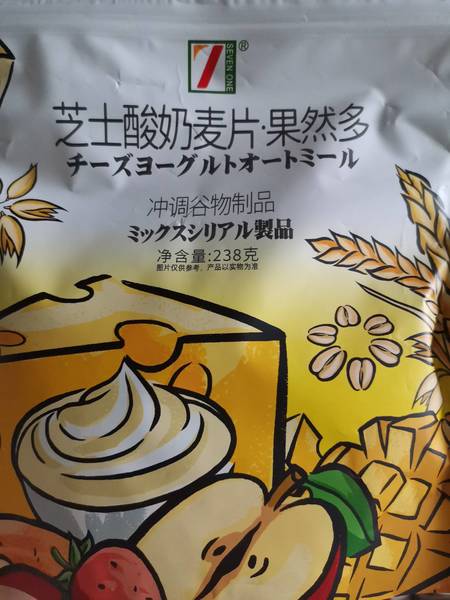 7 SEVEN ONE ®
芝士酸奶麦片·果然多
チーズヨーグルトオートミール
冲调谷物制品
ミックスシリアル製品
净含量:238克
图片仅供参考，产品以实物为准